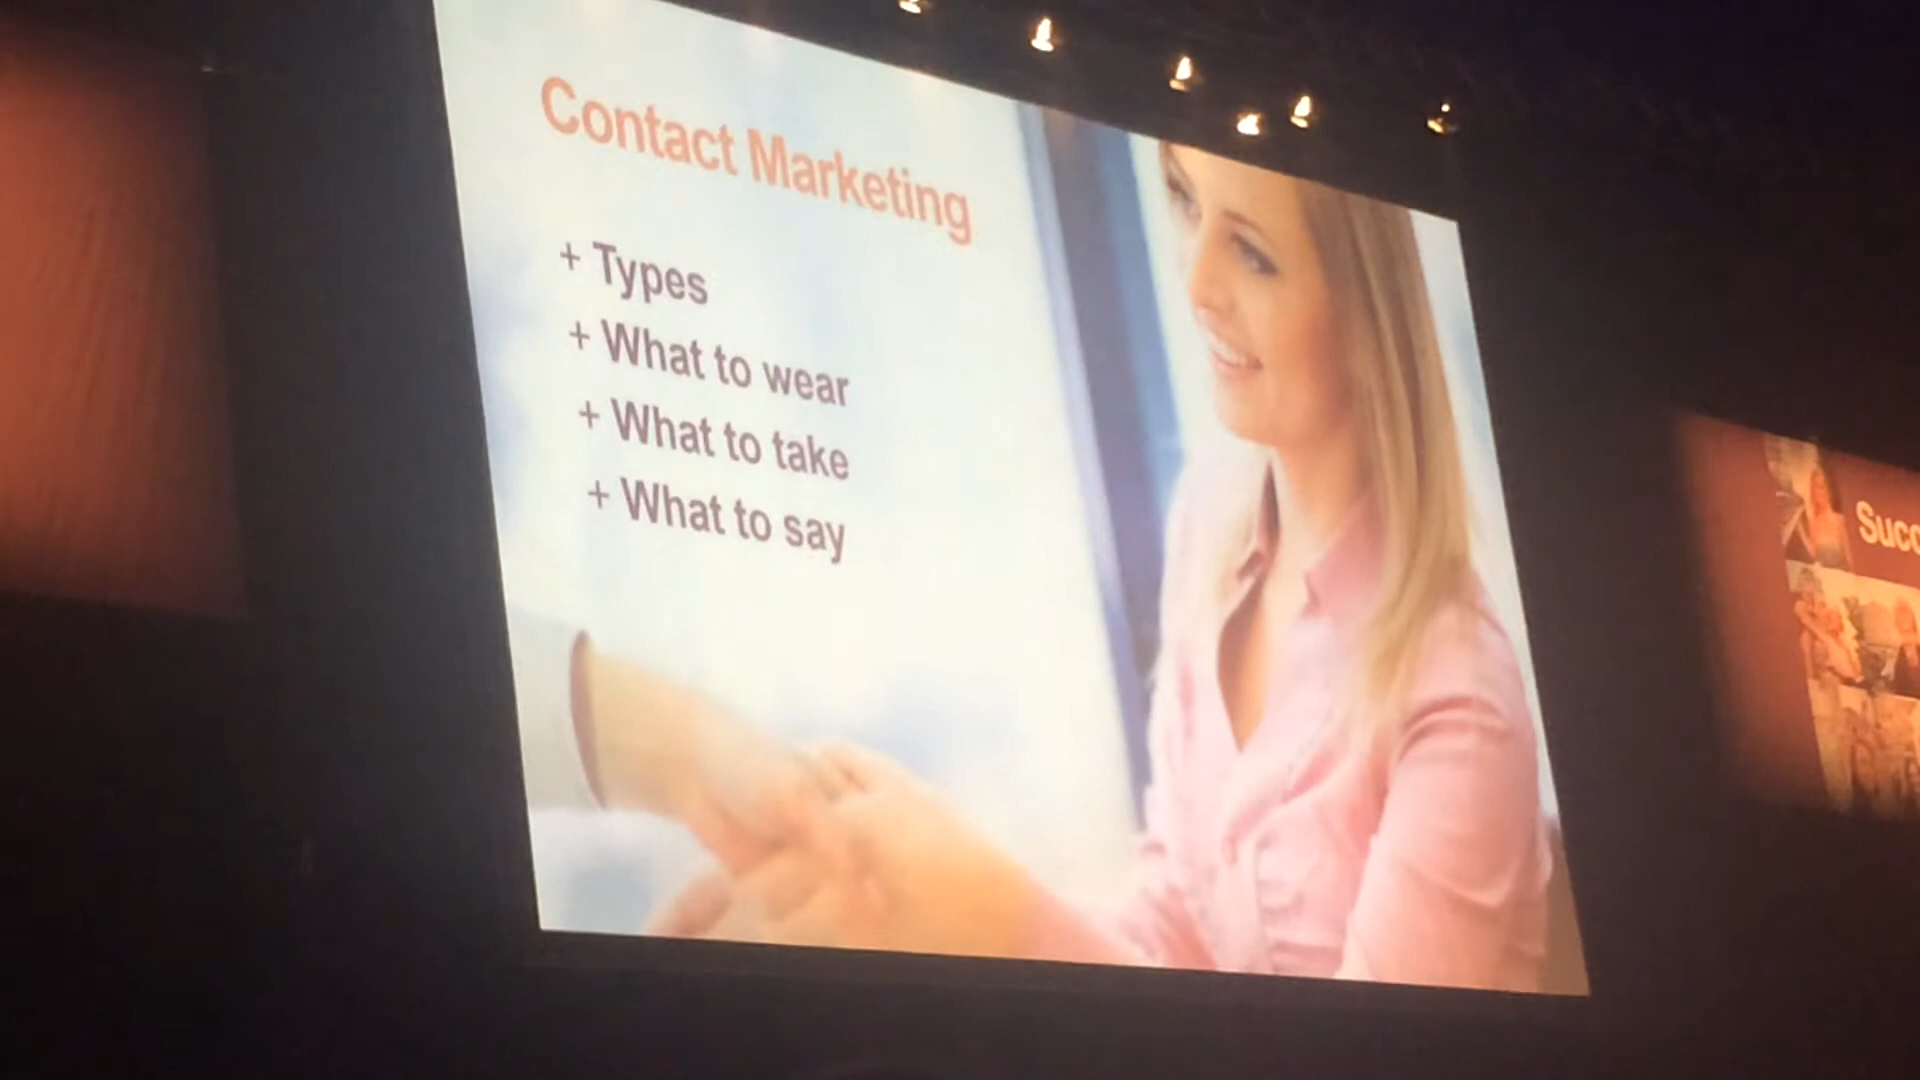 Contact Marketing
+ Types
+ What to wear
+ What to take
+ What to say